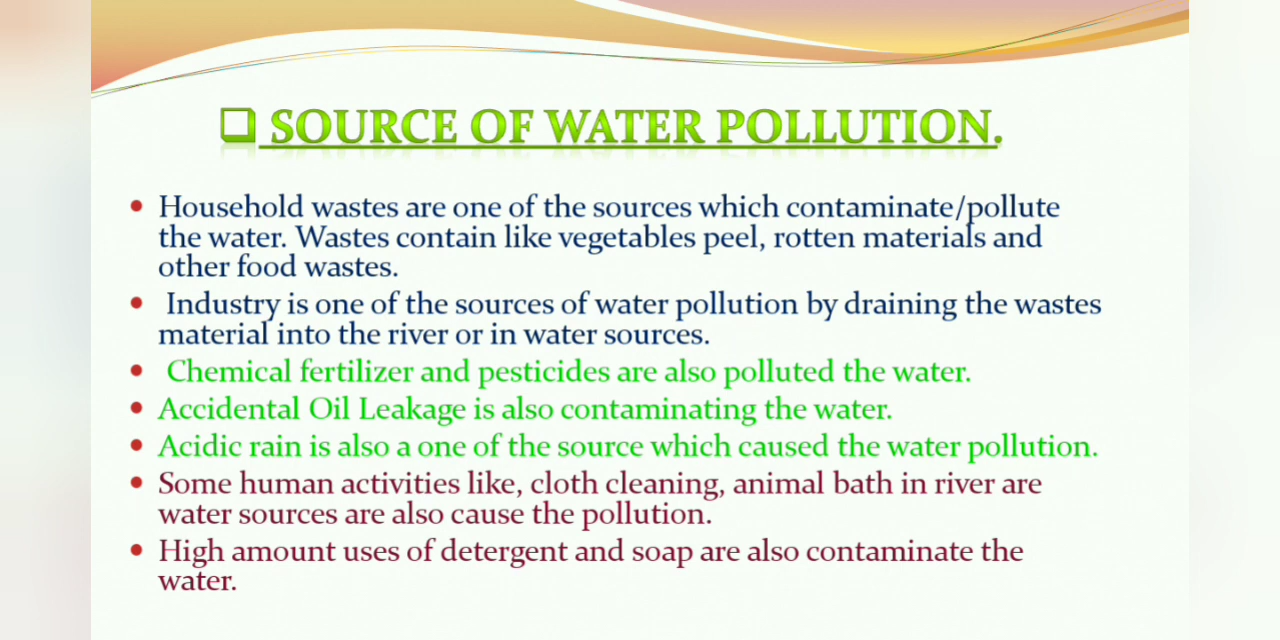 ❑ SOURCE OF WATER POLLUTION.
• Household wastes are one of the sources which contaminate/pollute
the water. Wastes contain like vegetables peel, rotten materials and
other food wastes.
• Industry is one of the sources of water pollution by draining the wastes
material into the river or in water sources.
• Chemical fertilizer and pesticides are also polluted the water.
• Accidental Oil Leakage is also contaminating the water.
• Acidic rain is also a one of the source which caused the water pollution.
• Some human activities like, cloth cleaning, animal bath in river are
water sources are also cause the pollution.
• High amount uses of detergent and soap are also contaminate the
water.